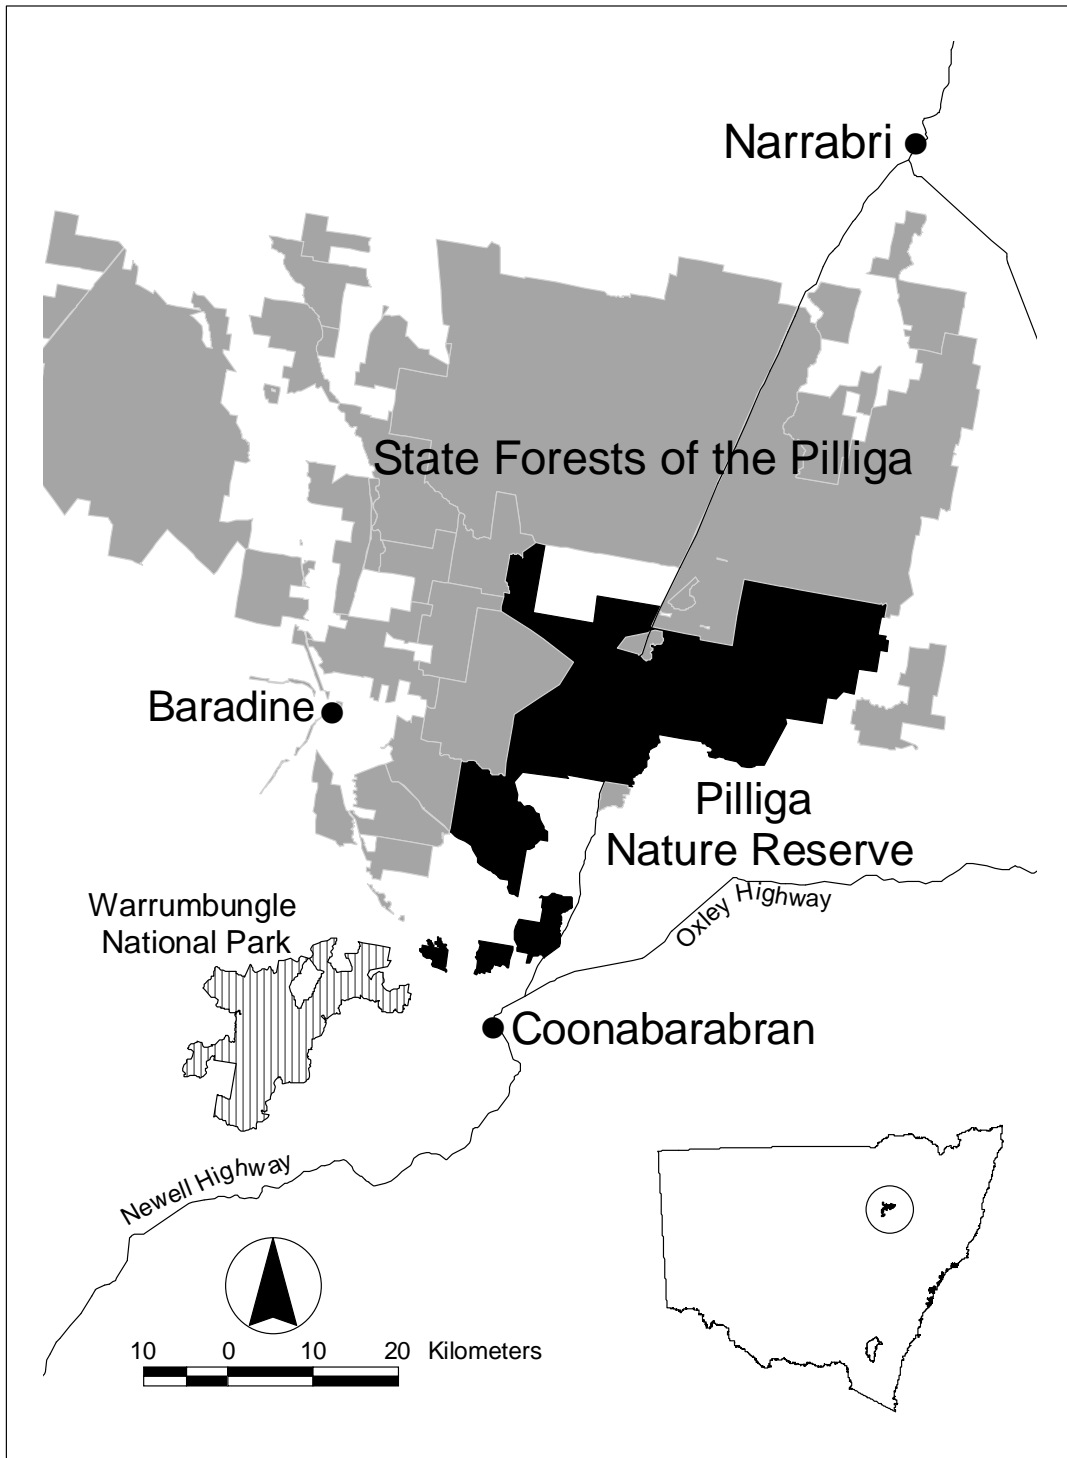 Narrabri
State Forests of the Pilliga
Baradine
Pilliga
Nature Reserve
Oxley Highway
Warrumbungle
National Park
Coonabarabran
Newell Highway
10 0 10 20 Kilometers